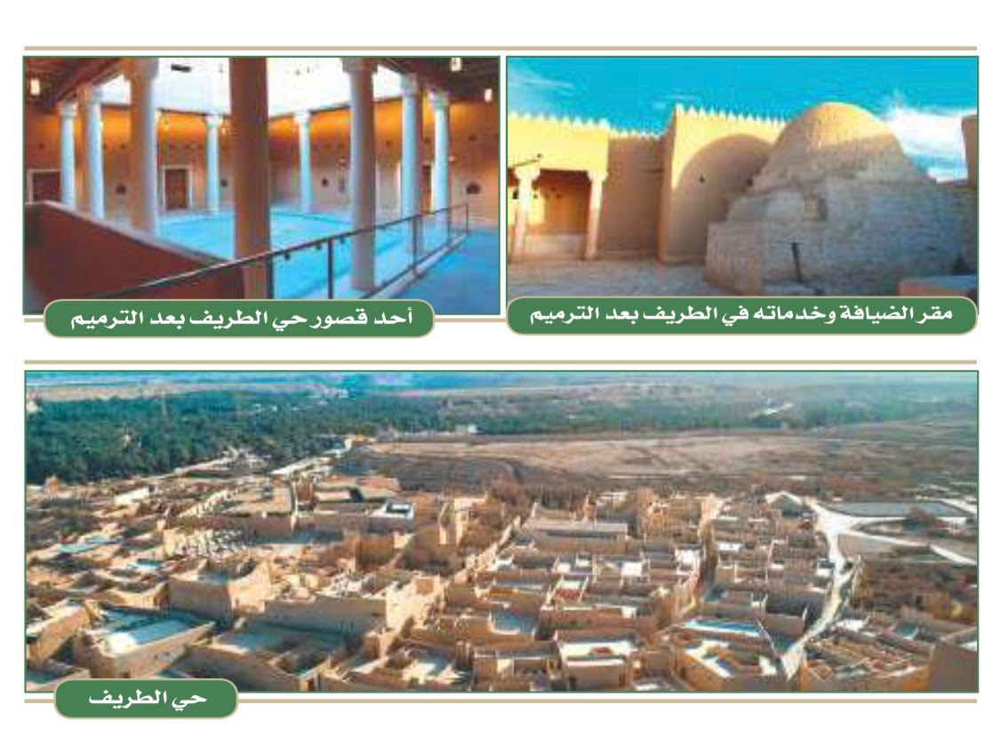 مقر الضيافة وخدماته في الطريف بعد الترميم
أحد قصور حي الطريف بعد الترميم
حي الطريف